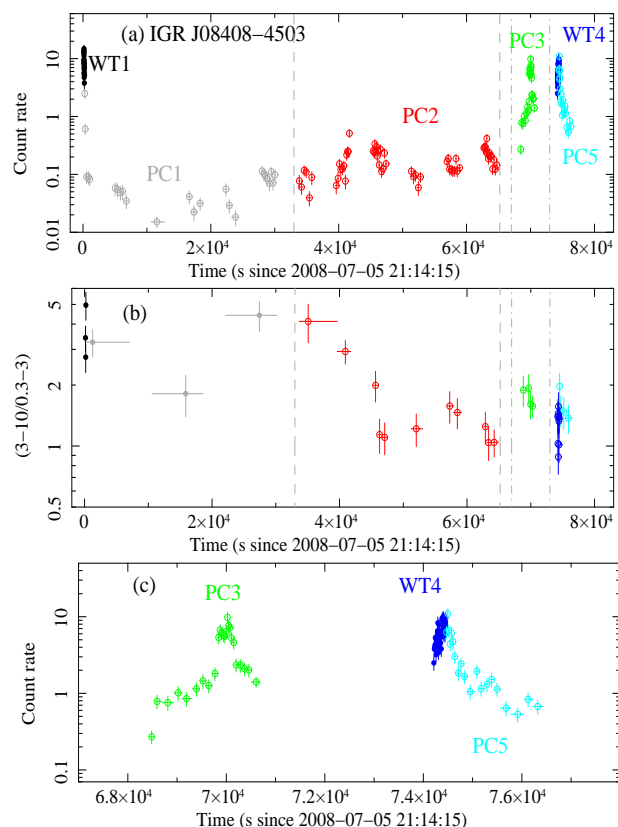 (a) IGR J08408−4503
WT1
PC1
PC2
PC3
WT4
PC5
Count rate
10
1
0.1
0.01
0
2×10⁴
4×10⁴
6×10⁴
8×10⁴
Time (s since 2008−07−05 21:14:15)
(b)
(3−10/0.3−3)
5
2
1
0.5
0
2×10⁴
4×10⁴
6×10⁴
8×10⁴
Time (s since 2008−07−05 21:14:15)
(c)
PC3
WT4
PC5
Count rate
10
1
0.1
6.8×10⁴
7×10⁴
7.2×10⁴
7.4×10⁴
7.6×10⁴
Time (s since 2008−07−05 21:14:15)